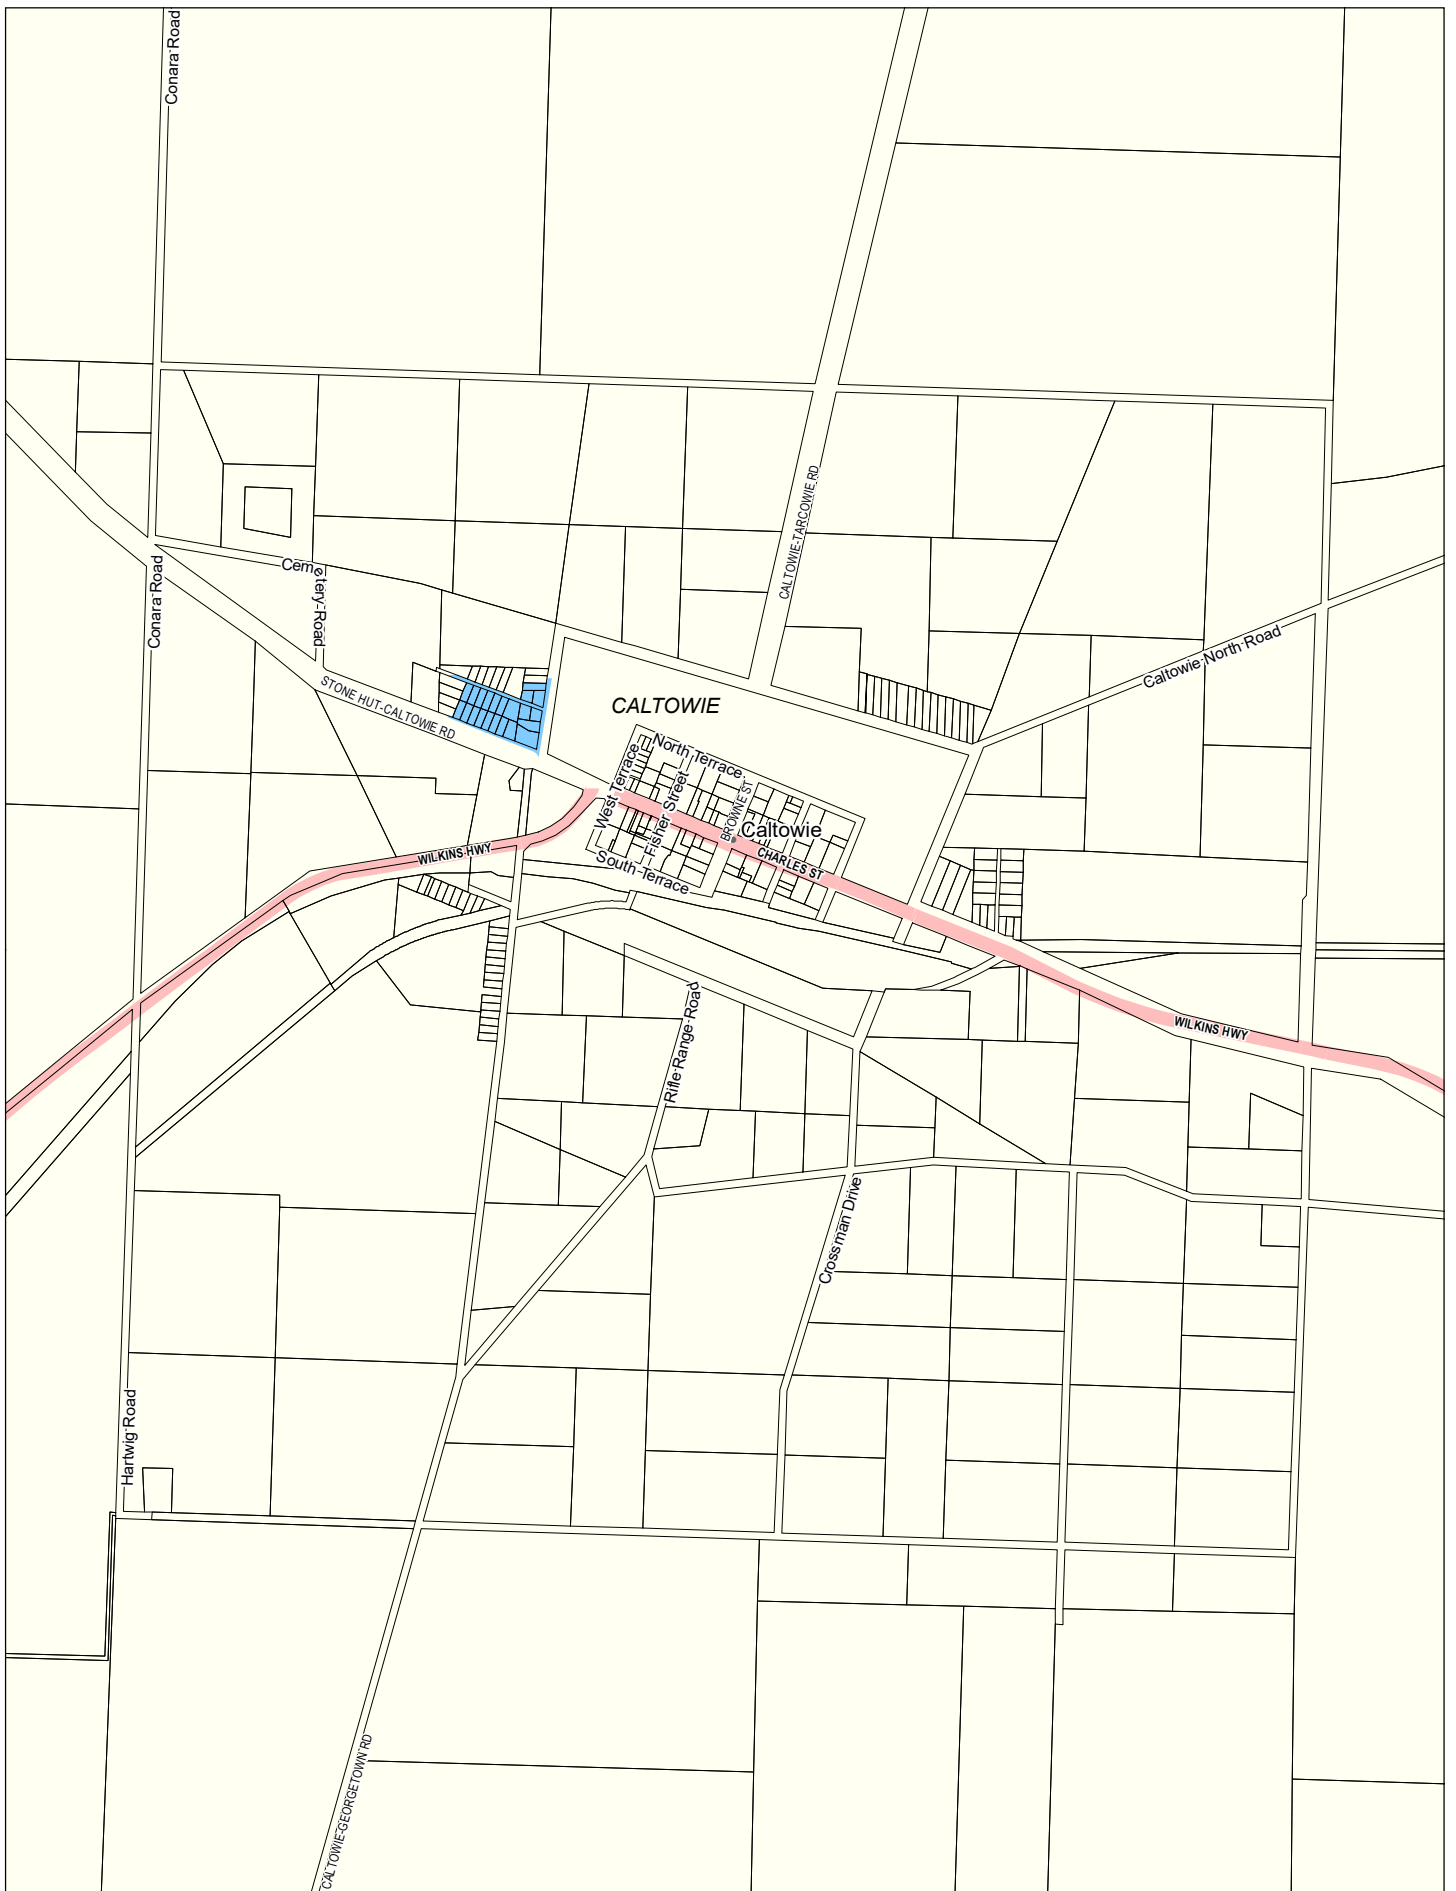 Conara Road
CALTOWIE-TARCOWIE RD
Cemetery Road
Conara Road
Caltowie North Road
STONE HUT-CALTOWIE RD
CALTOWIE
North Terrace
West Terrace
Fisher Street
BROWNE ST
Caltowie
WILKINS HWY
CHARLES ST
South Terrace
Rifle Range Road
WILKINS HWY
Crossman Drive
Hartwig Road
CALTOWIE-GEORGETOWN RD